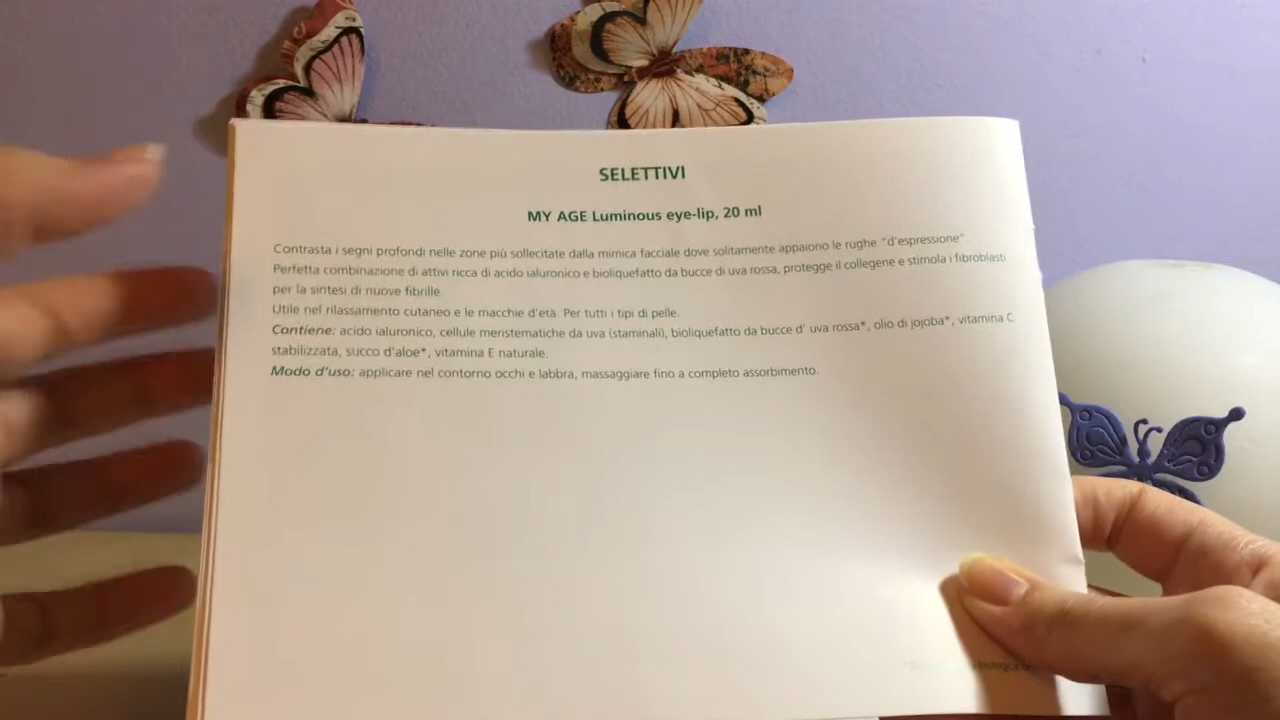 SELETTIVI
MY AGE Luminous eye-lip, 20 ml
Contrasta i segni profondi nelle zone più sollecitate dalla mimica facciale dove solitamente appaiono le rughe "d'espressione".
Perfetta combinazione di attivi ricca di acido ialuronico e bioliquefatto da bucce di uva rossa, protegge il collegene e stimola i fibroblasti
per la sintesi di nuove fibrille.
Utile nel rilassamento cutaneo e le macchie d'età. Per tutti i tipi di pelle.
Contiene: acido ialuronico, cellule meristematiche da uva (staminali), bioliquefatto da bucce d' uva rossa*, olio di jojoba*, vitamina C
stabilizzata, succo d'aloe*, vitamina E naturale.
Modo d'uso: applicare nel contorno occhi e labbra, massaggiare fino a completo assorbimento.